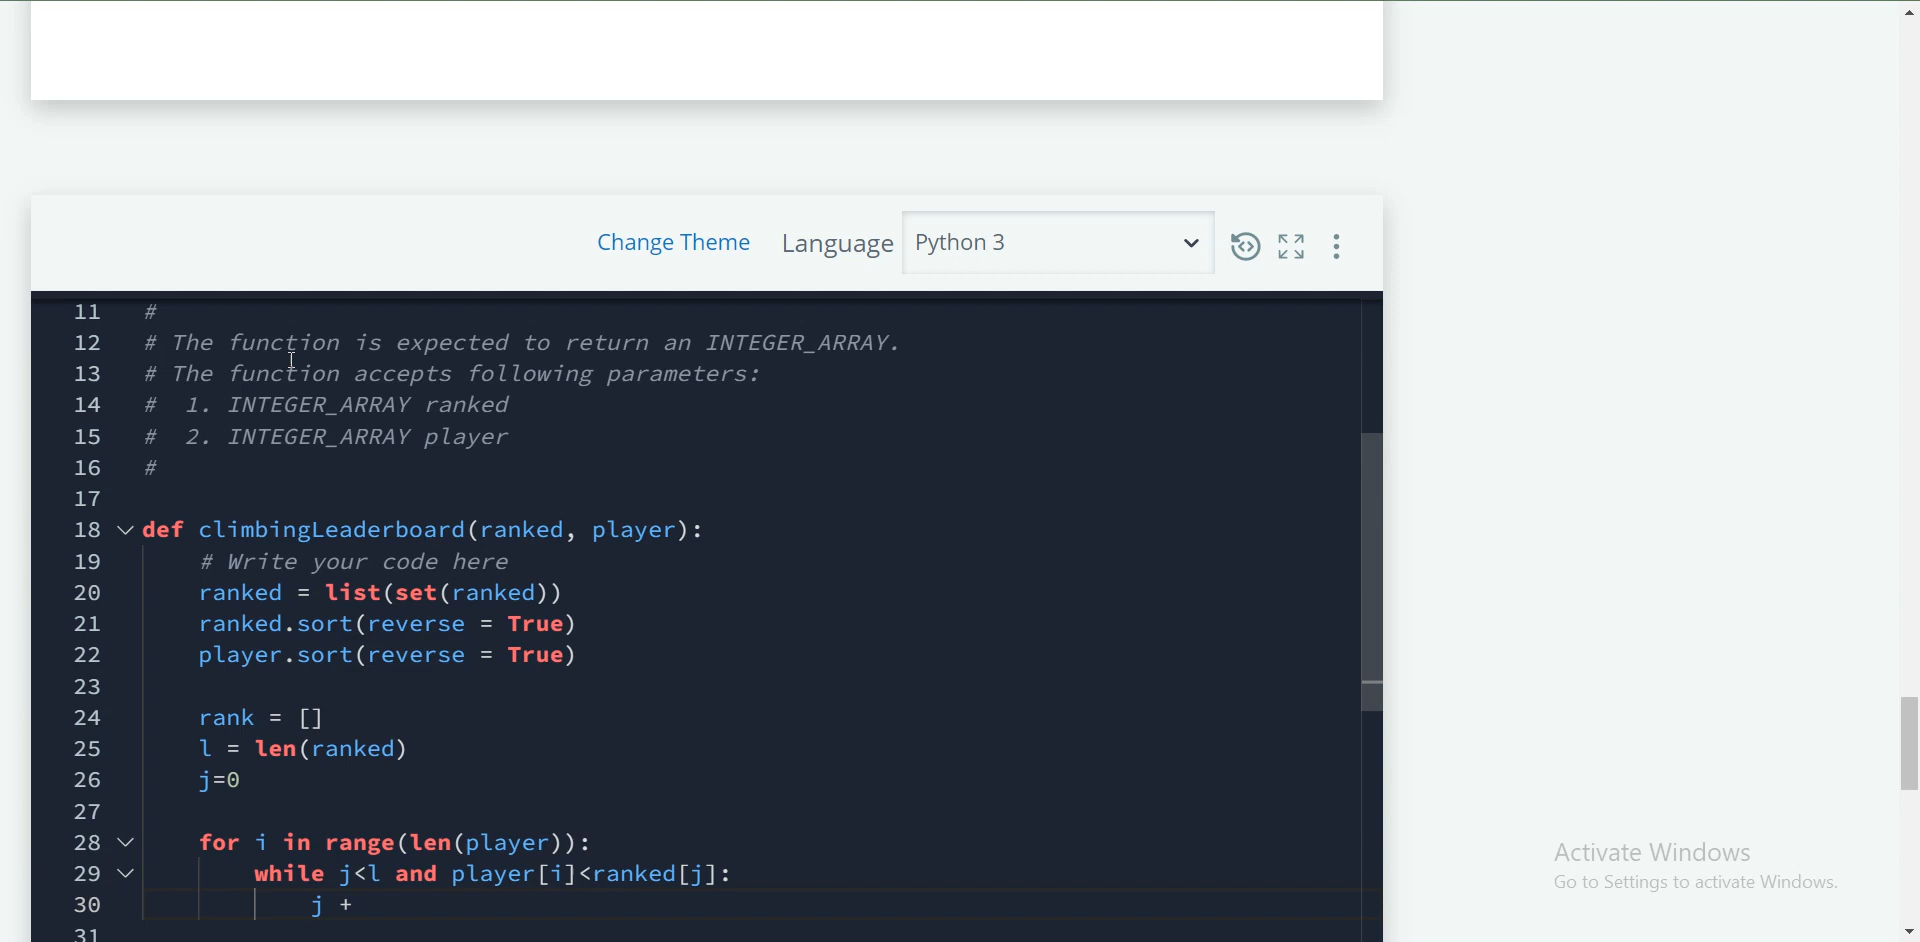 Change Theme Language Python 3
11 #
12 # The function is expected to return an INTEGER_ARRAY.
13 # The function accepts following parameters:
14 #  1. INTEGER_ARRAY ranked
15 #  2. INTEGER_ARRAY player
16 #
17
18 def climbingLeaderboard(ranked, player):
19     # Write your code here
20     ranked = list(set(ranked))
21     ranked.sort(reverse = True)
22     player.sort(reverse = True)
23
24     rank = []
25     l = len(ranked)
26     j=0
27
28     for i in range(len(player)):
29         while j<l and player[i]<ranked[j]:
30             j +
31
Activate Windows
Go to Settings to activate Windows.